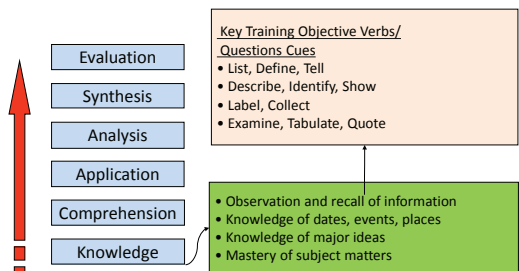 Evaluation
Synthesis
Analysis
Application
Comprehension
Knowledge
Key Training Objective Verbs/
Questions Cues
• List, Define, Tell
• Describe, Identify, Show
• Label, Collect
• Examine, Tabulate, Quote
• Observation and recall of information
• Knowledge of dates, events, places
• Knowledge of major ideas
• Mastery of subject matters